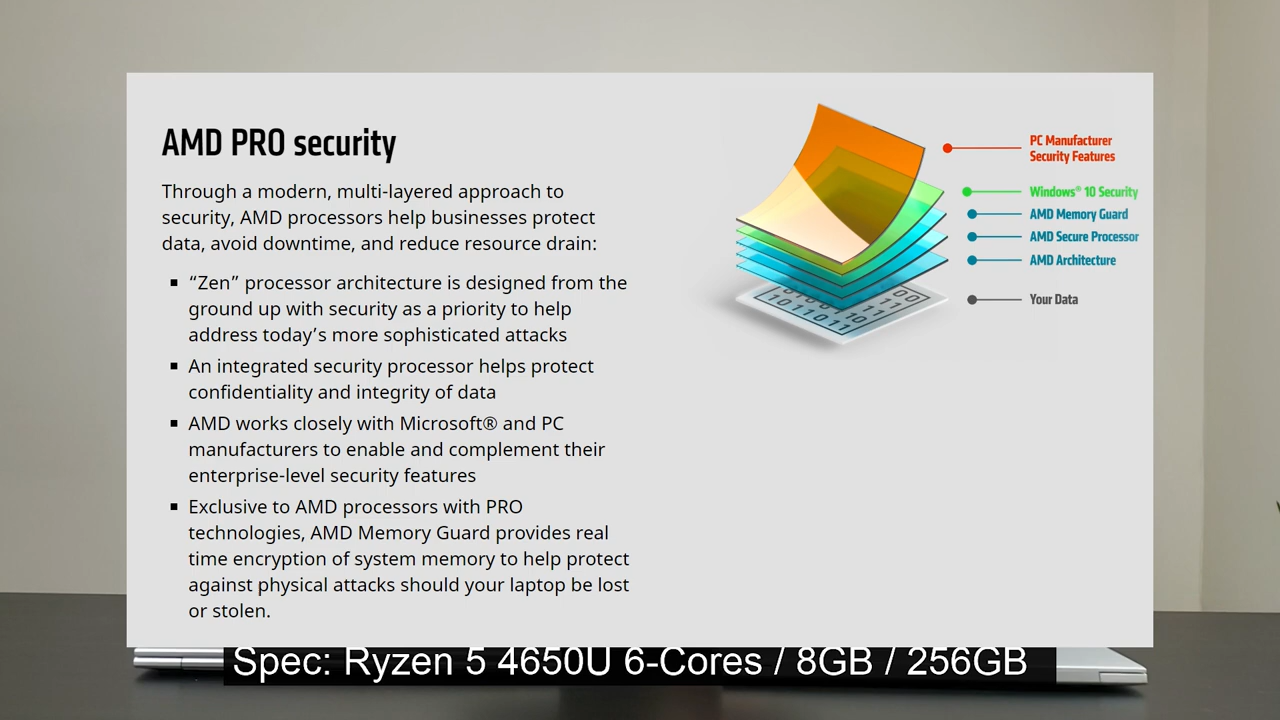 AMD PRO security
Through a modern, multi-layered approach to
security, AMD processors help businesses protect
data, avoid downtime, and reduce resource drain:
▪ “Zen” processor architecture is designed from the
ground up with security as a priority to help
address today’s more sophisticated attacks
▪ An integrated security processor helps protect
confidentiality and integrity of data
▪ AMD works closely with Microsoft® and PC
manufacturers to enable and complement their
enterprise-level security features
▪ Exclusive to AMD processors with PRO
technologies, AMD Memory Guard provides real
time encryption of system memory to help protect
against physical attacks should your laptop be lost
or stolen.
PC Manufacturer
Security Features
Windows® 10 Security
AMD Memory Guard
AMD Secure Processor
AMD Architecture
Your Data
Spec: Ryzen 5 4650U 6-Cores / 8GB / 256GB